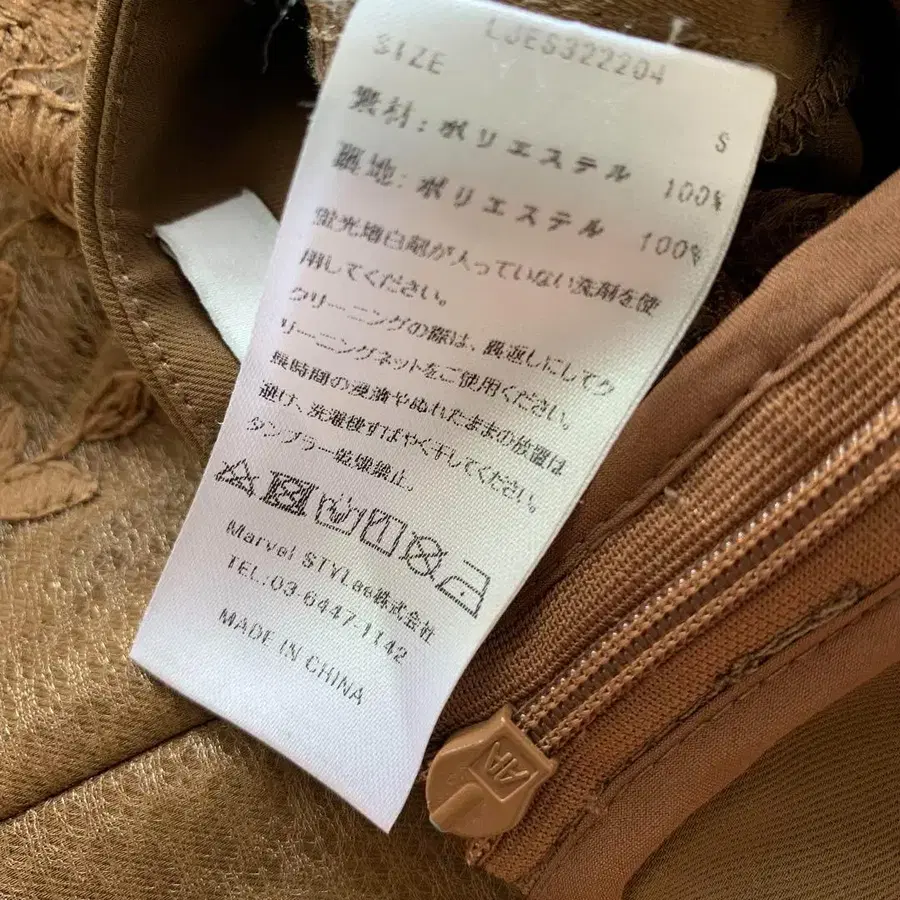 LJES322204
SIZE S
素材：ポリエステル 100%
裏地：ポリエステル 100%
蛍光増白剤が入っていない洗剤を使
用してください。
クリーニングの際は、裏返しにしてク
リーニングネットをご使用ください。
長時間の浸漬やぬれたままの放置は
避け、洗濯後すばやく干してください。
タンブラー乾燥禁止。
Marvel STYLee株式会社
TEL:03-6447-1142
MADE IN CHINA